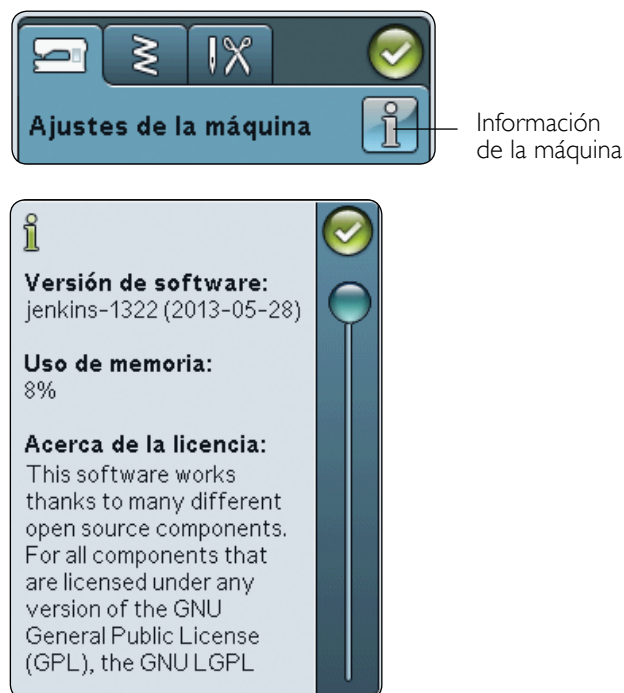 Ajustes de la máquina
Información
de la máquina
Versión de software:
jenkins-1322 (2013-05-28)
Uso de memoria:
8%
Acerca de la licencia:
This software works
thanks to many different
open source components.
For all components that
are licensed under any
version of the GNU
General Public License
(GPL), the GNU LGPL